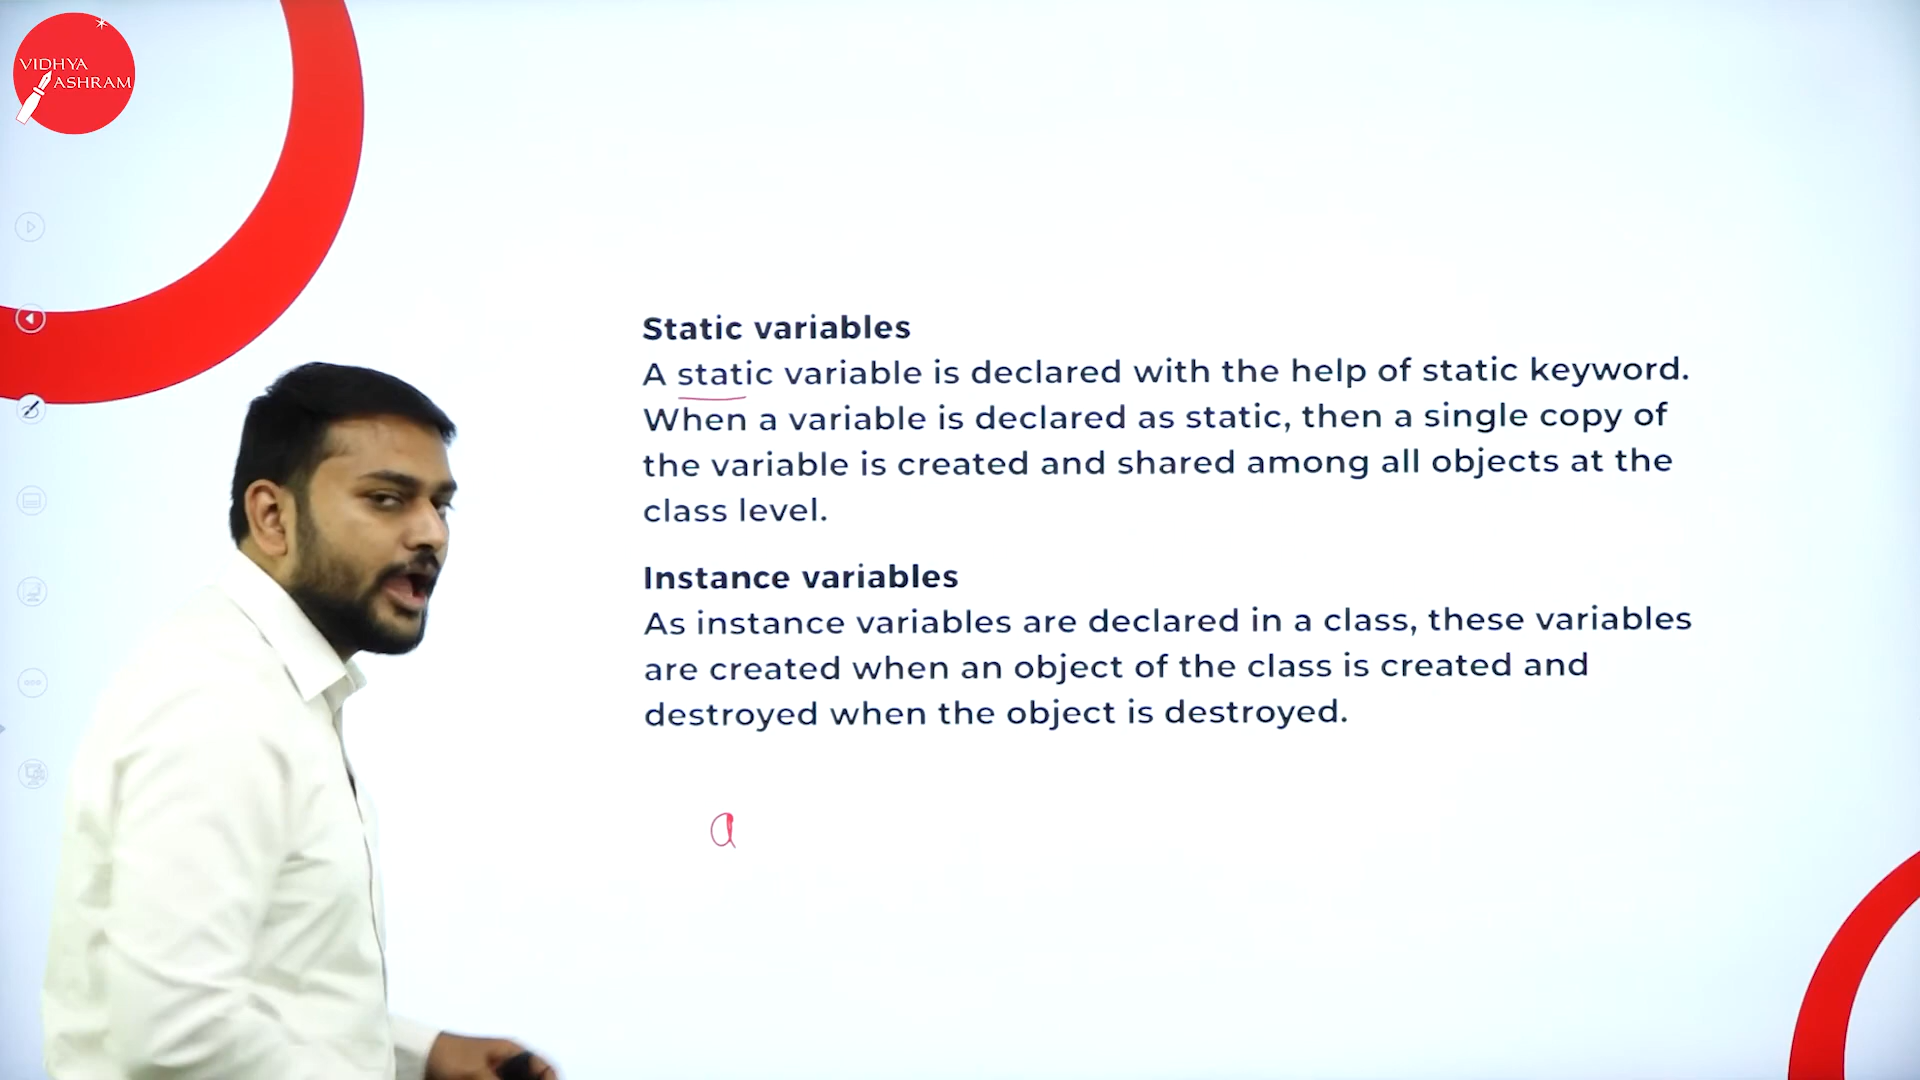 VIDHYA
ASHRAM
Static variables
A static variable is declared with the help of static keyword.
When a variable is declared as static, then a single copy of
the variable is created and shared among all objects at the
class level.
Instance variables
As instance variables are declared in a class, these variables
are created when an object of the class is created and
destroyed when the object is destroyed.
a